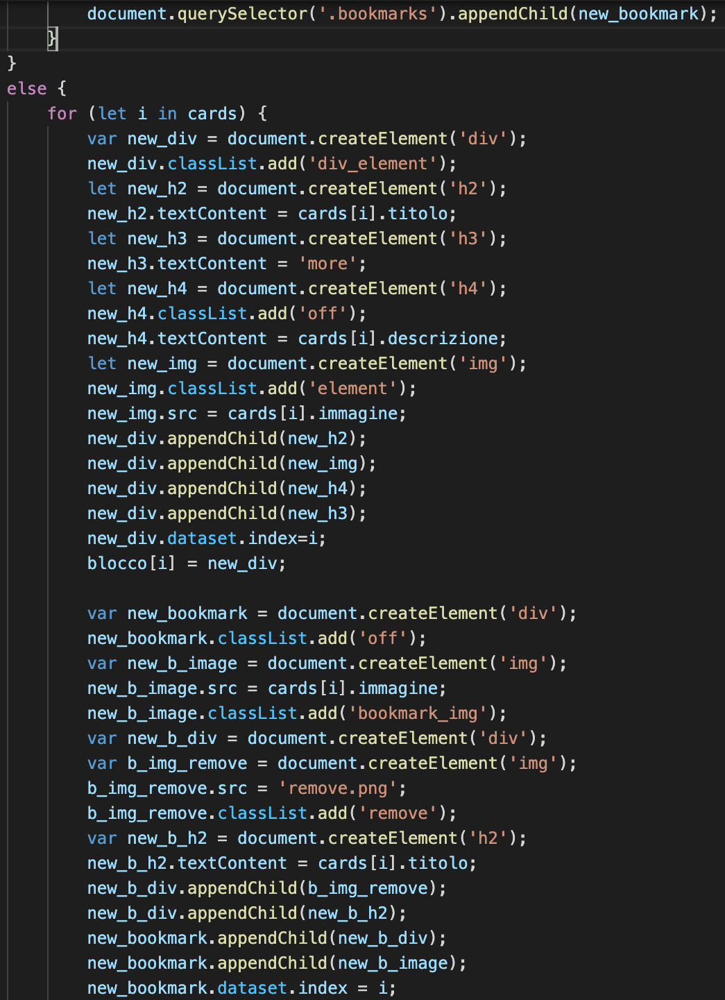 document.querySelector('.bookmarks').appendChild(new_bookmark);
}
}
else {
for (let i in cards) {
var new_div = document.createElement('div');
new_div.classList.add('div_element');
let new_h2 = document.createElement('h2');
new_h2.textContent = cards[i].titolo;
let new_h3 = document.createElement('h3');
new_h3.textContent = 'more';
let new_h4 = document.createElement('h4');
new_h4.classList.add('off');
new_h4.textContent = cards[i].descrizione;
let new_img = document.createElement('img');
new_img.classList.add('element');
new_img.src = cards[i].immagine;
new_div.appendChild(new_h2);
new_div.appendChild(new_img);
new_div.appendChild(new_h4);
new_div.appendChild(new_h3);
new_div.dataset.index=i;
blocco[i] = new_div;
var new_bookmark = document.createElement('div');
new_bookmark.classList.add('off');
var new_b_image = document.createElement('img');
new_b_image.src = cards[i].immagine;
new_b_image.classList.add('bookmark_img');
var new_b_div = document.createElement('div');
var b_img_remove = document.createElement('img');
b_img_remove.src = 'remove.png';
b_img_remove.classList.add('remove');
var new_b_h2 = document.createElement('h2');
new_b_h2.textContent = cards[i].titolo;
new_b_div.appendChild(b_img_remove);
new_b_div.appendChild(new_b_h2);
new_bookmark.appendChild(new_b_div);
new_bookmark.appendChild(new_b_image);
new_bookmark.dataset.index = i;